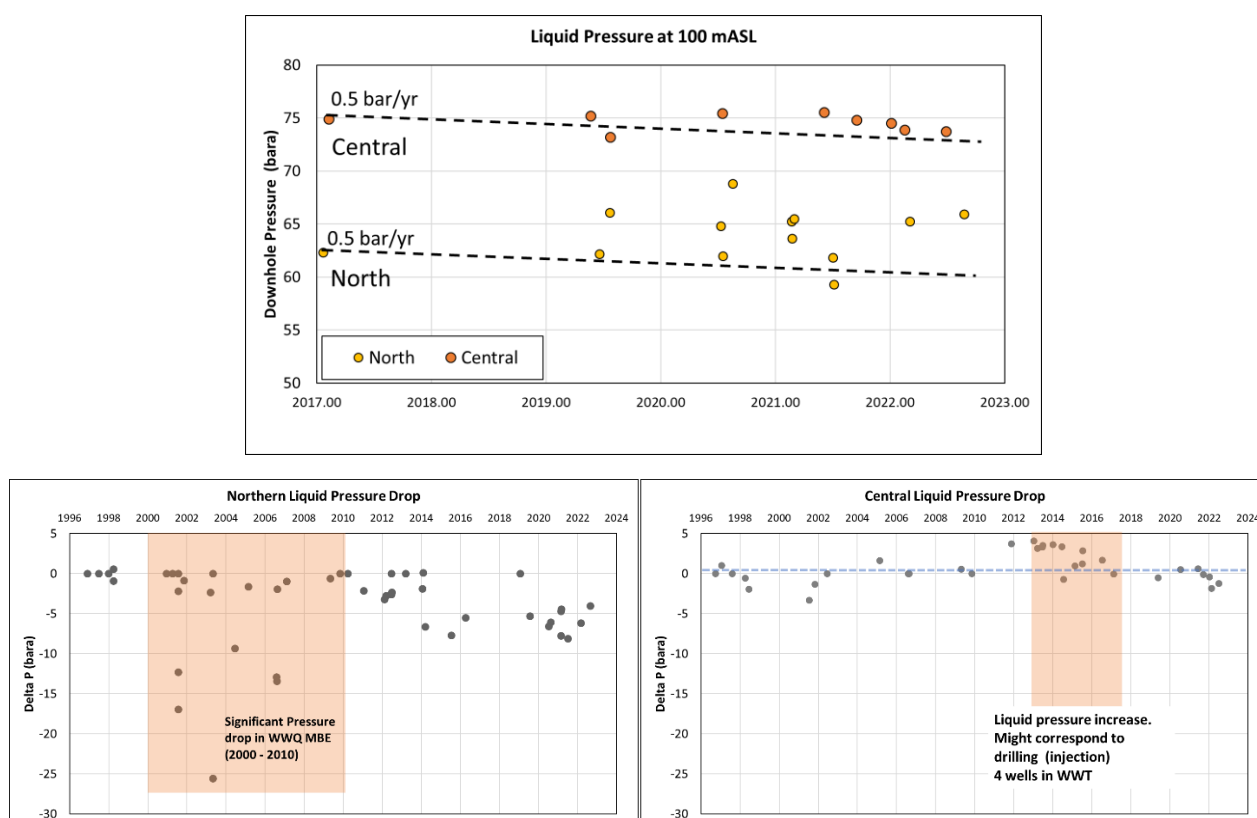 Liquid Pressure at 100 mASL
Downhole Pressure (bara)
80
75
70
65
60
55
50
0.5 bar/yr
Central
0.5 bar/yr
North
North Central
2017.00 2018.00 2019.00 2020.00 2021.00 2022.00 2023.00
Northern Liquid Pressure Drop
1996 1998 2000 2002 2004 2006 2008 2010 2012 2014 2016 2018 2020 2022 2024
Delta P (bara)
5
0
-5
-10
-15
-20
-25
-30
Significant Pressure
drop in WWQ MBE
(2000 - 2010)
Central Liquid Pressure Drop
1996 1998 2000 2002 2004 2006 2008 2010 2012 2014 2016 2018 2020 2022 2024
Delta P (bara)
5
0
-5
-10
-15
-20
-25
-30
Liquid pressure increase.
Might correspond to
drilling (injection)
4 wells in WWT